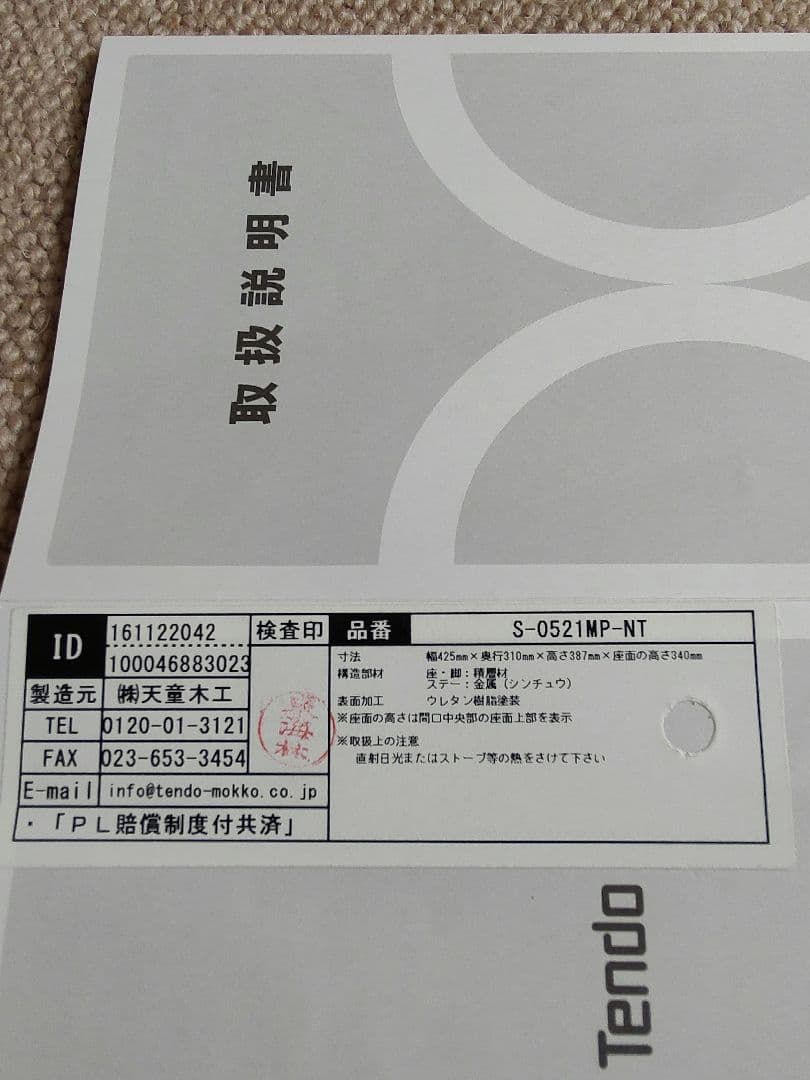 取扱説明書
ID
161122042
100046883023
検査印
品番
S-0521MP-NT
製造元
㈱天童木工
TEL
0120-01-3121
FAX
023-653-3454
E-mail
info@tendo-mokko.co.jp
・「ＰＬ賠償制度付共済」
寸法 幅425mm×奥行310mm×高さ387mm×座面の高さ340mm
構造部材 座・脚：積層材
ステー：金属（シンチュウ）
表面加工 ウレタン樹脂塗装
※座面の高さは間口中央部の座面上部を表示
※取扱上の注意
直射日光またはストーブ等の熱をさけて下さい
Tendo